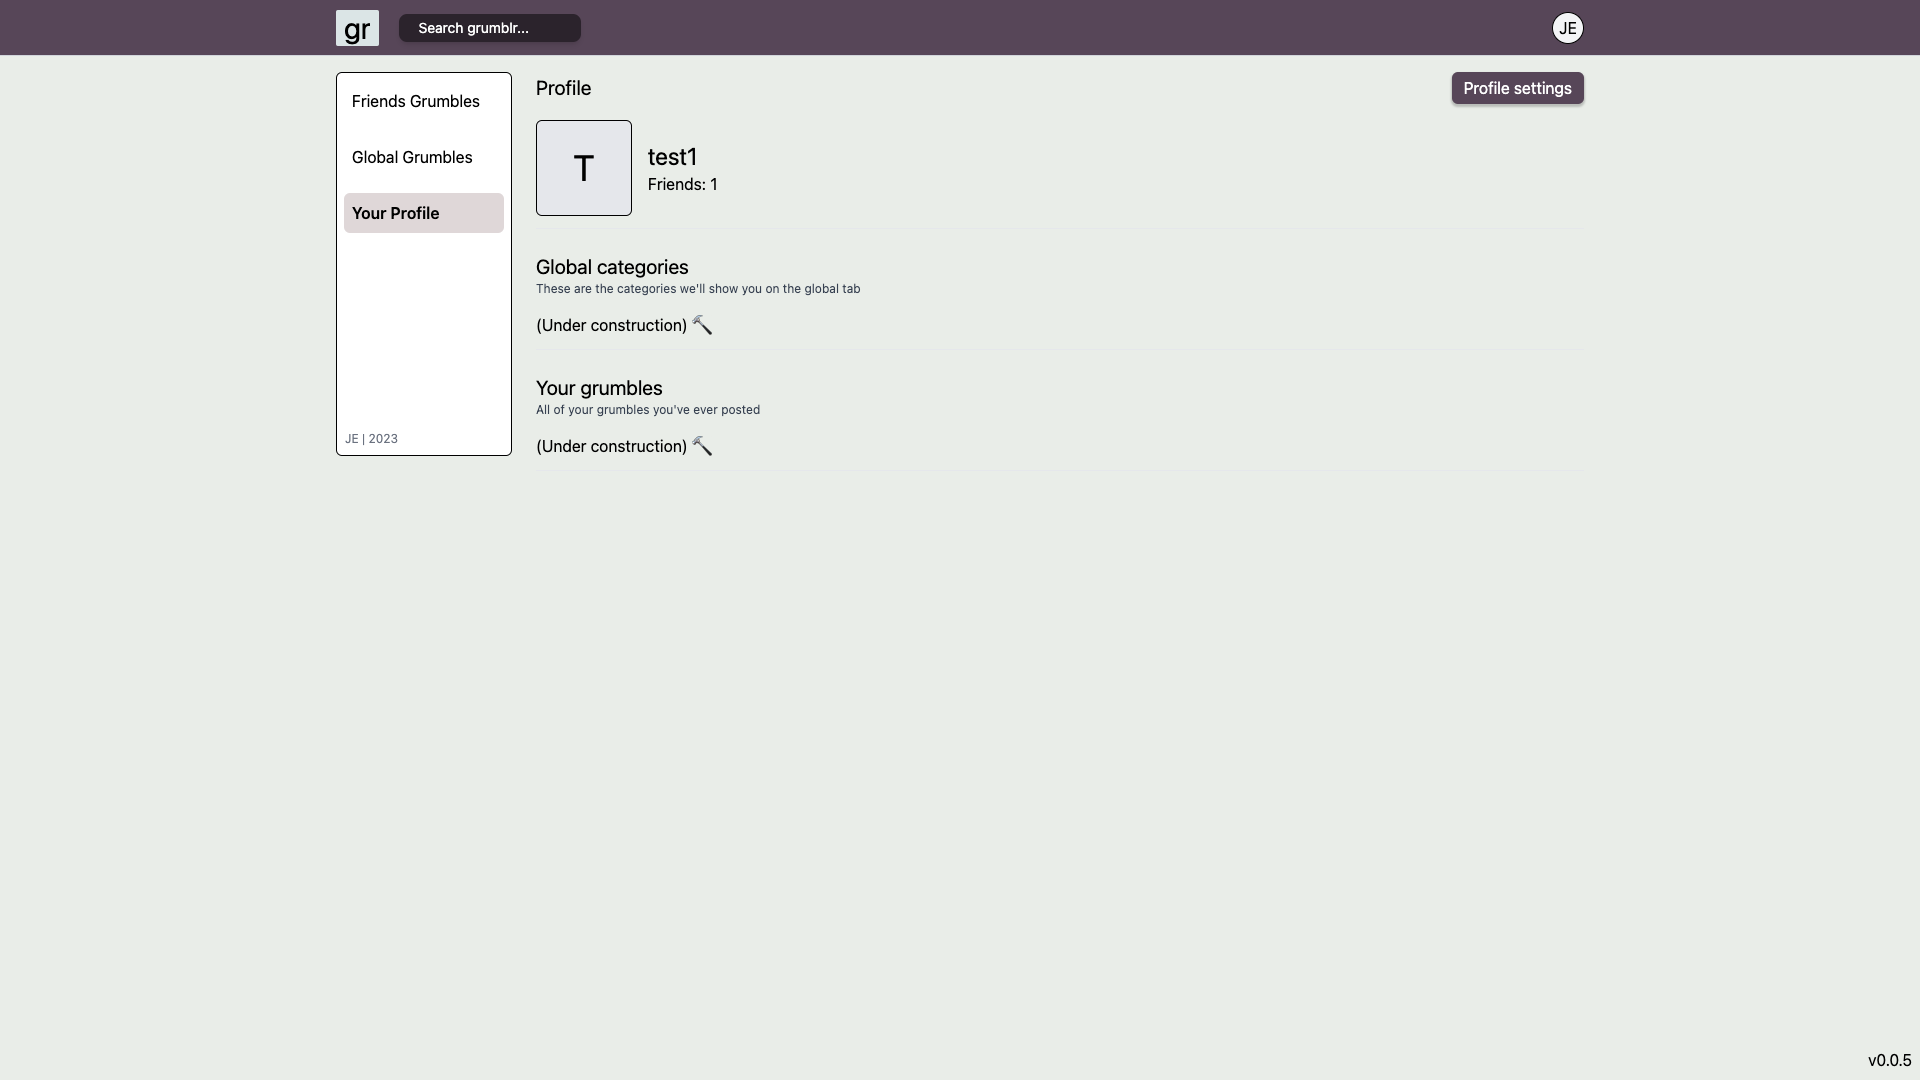 gr
Search grumblr...
JE
Friends Grumbles
Global Grumbles
Your Profile
JE | 2023
Profile
Profile settings
T
test1
Friends: 1
Global categories
These are the categories we'll show you on the global tab
(Under construction) 🔨
Your grumbles
All of your grumbles you've ever posted
(Under construction) 🔨
v0.0.5